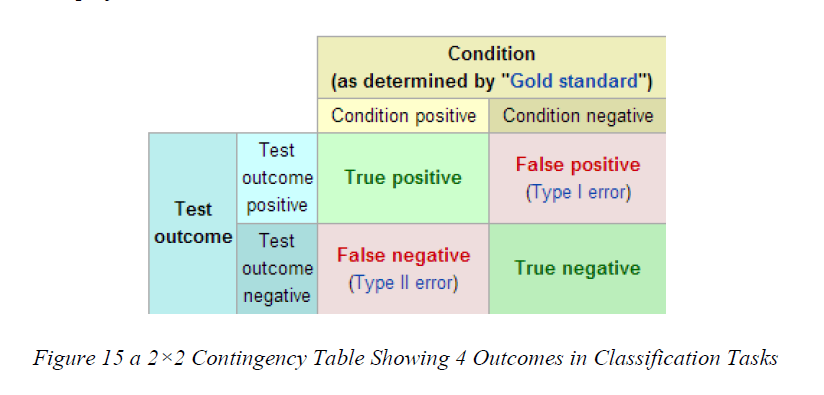 Condition
(as determined by "Gold standard")
Condition positive Condition negative
Test
outcome
Test
outcome
positive
True positive
False positive
(Type I error)
Test
outcome
negative
False negative
(Type II error)
True negative
Figure 15 a 2×2 Contingency Table Showing 4 Outcomes in Classification Tasks